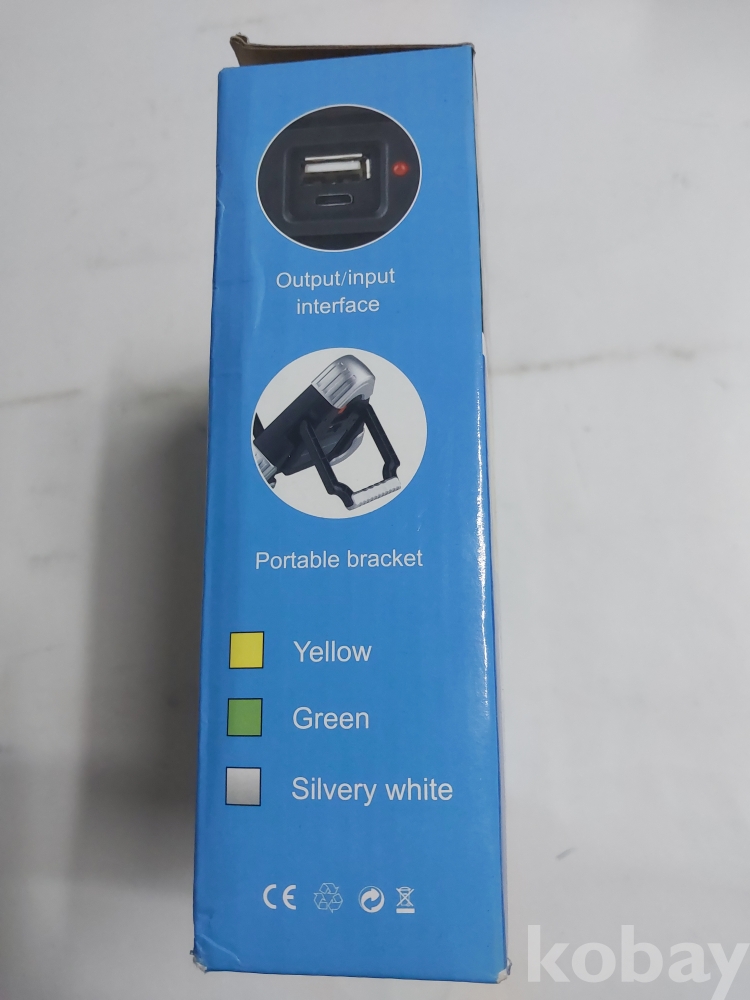 Output/input
interface
Portable bracket
Yellow
Green
Silvery white
CE
kobay